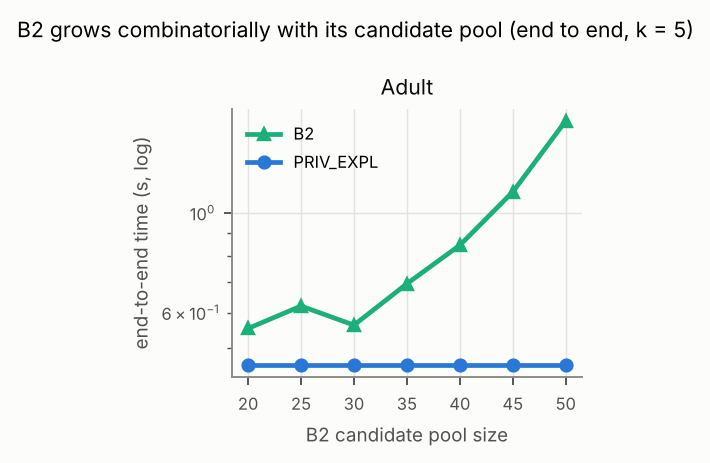 B2 grows combinatorially with its candidate pool (end to end, k = 5)
Adult
B2
PRIV_EXPL
end-to-end time (s, log)
10⁰
6 × 10⁻¹
20 25 30 35 40 45 50
B2 candidate pool size